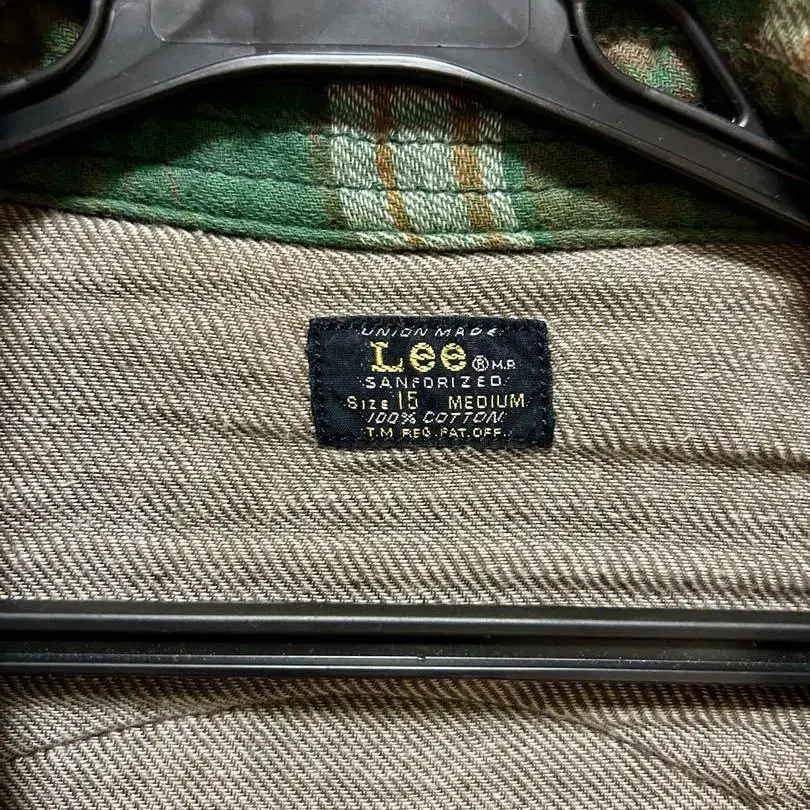 UNION MADE
Lee ® M.R.
SANFORIZED
SIZE 15 MEDIUM
100% COTTON
T.M. REG. PAT. OFF.